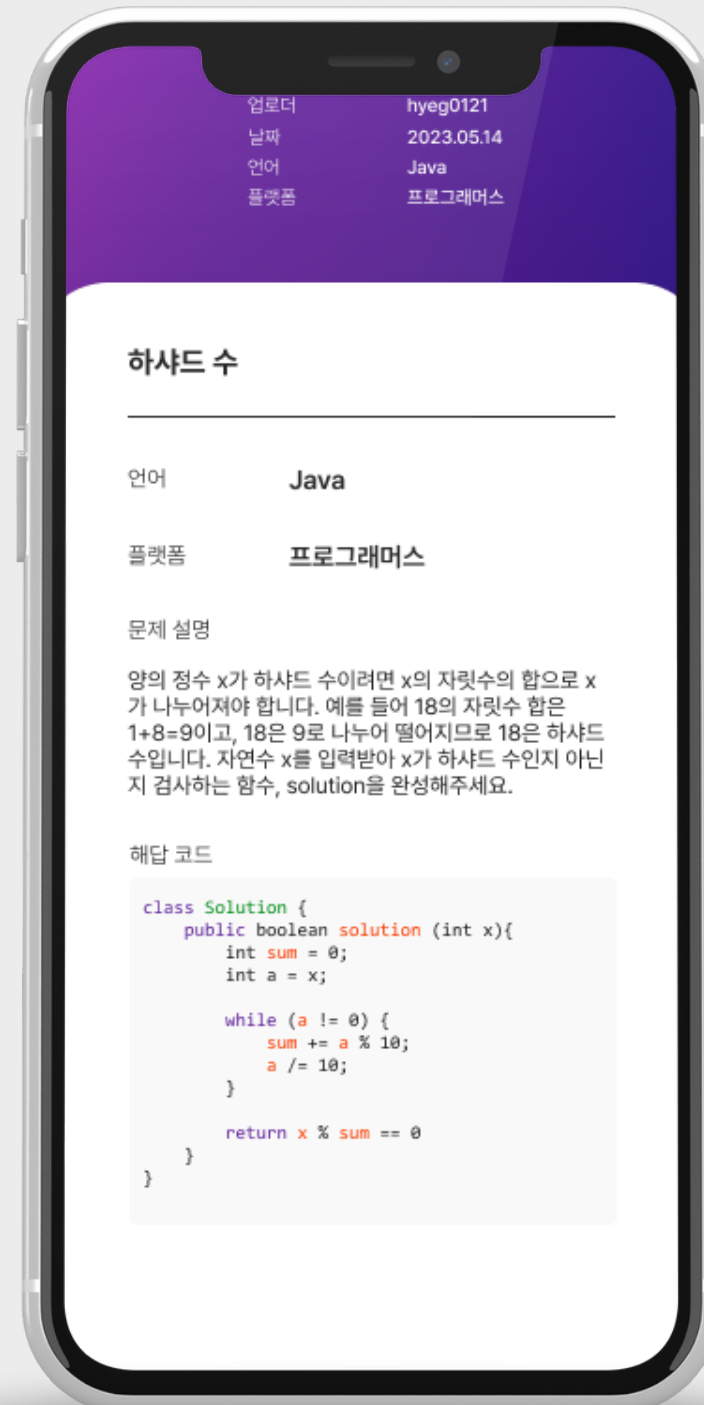 업로더 hyeg0121
날짜 2023.05.14
언어 Java
플랫폼 프로그래머스
하샤드 수
언어 Java
플랫폼 프로그래머스
문제 설명
양의 정수 x가 하샤드 수이려면 x의 자릿수의 합으로 x
가 나누어져야 합니다. 예를 들어 18의 자릿수 합은
1+8=9이고, 18은 9로 나누어 떨어지므로 18은 하샤드
수입니다. 자연수 x를 입력받아 x가 하샤드 수인지 아닌
지 검사하는 함수, solution을 완성해주세요.
해답 코드
class Solution {
    public boolean solution (int x){
        int sum = 0;
        int a = x;
        while (a != 0) {
            sum += a % 10;
            a /= 10;
        }
        return x % sum == 0
    }
}